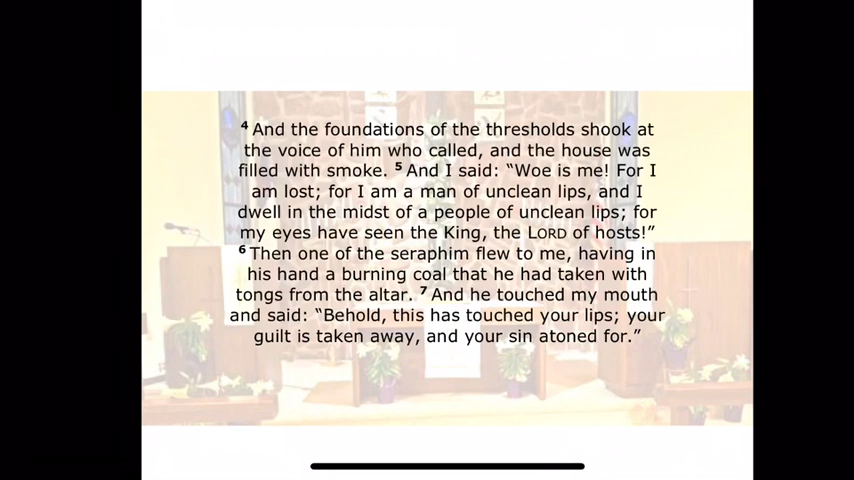 4 And the foundations of the thresholds shook at
the voice of him who called, and the house was
filled with smoke. 5 And I said: “Woe is me! For I
am lost; for I am a man of unclean lips, and I
dwell in the midst of a people of unclean lips; for
my eyes have seen the King, the LORD of hosts!”
6 Then one of the seraphim flew to me, having in
his hand a burning coal that he had taken with
tongs from the altar. 7 And he touched my mouth
and said: “Behold, this has touched your lips; your
guilt is taken away, and your sin atoned for.”